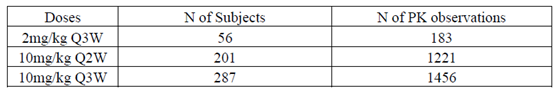 Doses N of Subjects N of PK observations
2mg/kg Q3W 56 183
10mg/kg Q2W 201 1221
10mg/kg Q3W 287 1456